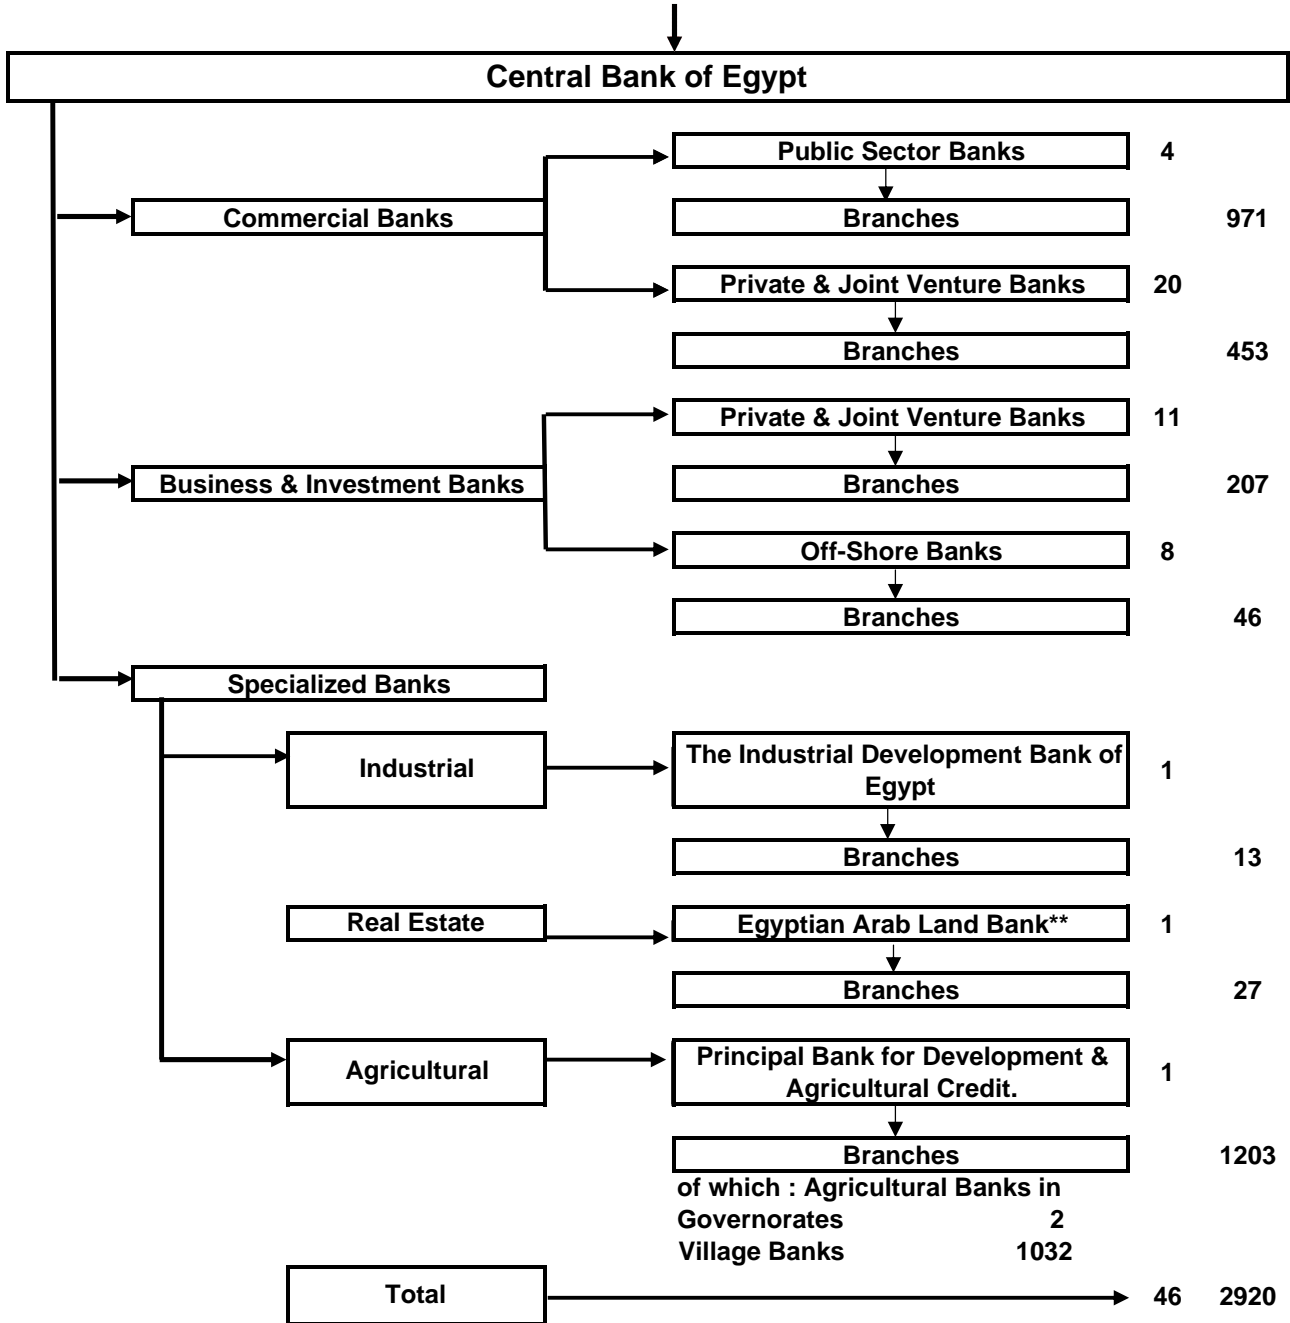 Central Bank of Egypt
Public Sector Banks 4
Commercial Banks Branches 971
Private & Joint Venture Banks 20
Branches 453
Private & Joint Venture Banks 11
Business & Investment Banks Branches 207
Off-Shore Banks 8
Branches 46
Specialized Banks
Industrial
The Industrial Development Bank of
Egypt
1
Branches 13
Real Estate Egyptian Arab Land Bank** 1
Branches 27
Agricultural
Principal Bank for Development &
Agricultural Credit.
1
Branches 1203
of which : Agricultural Banks in
Governorates 2
Village Banks 1032
Total 46 2920